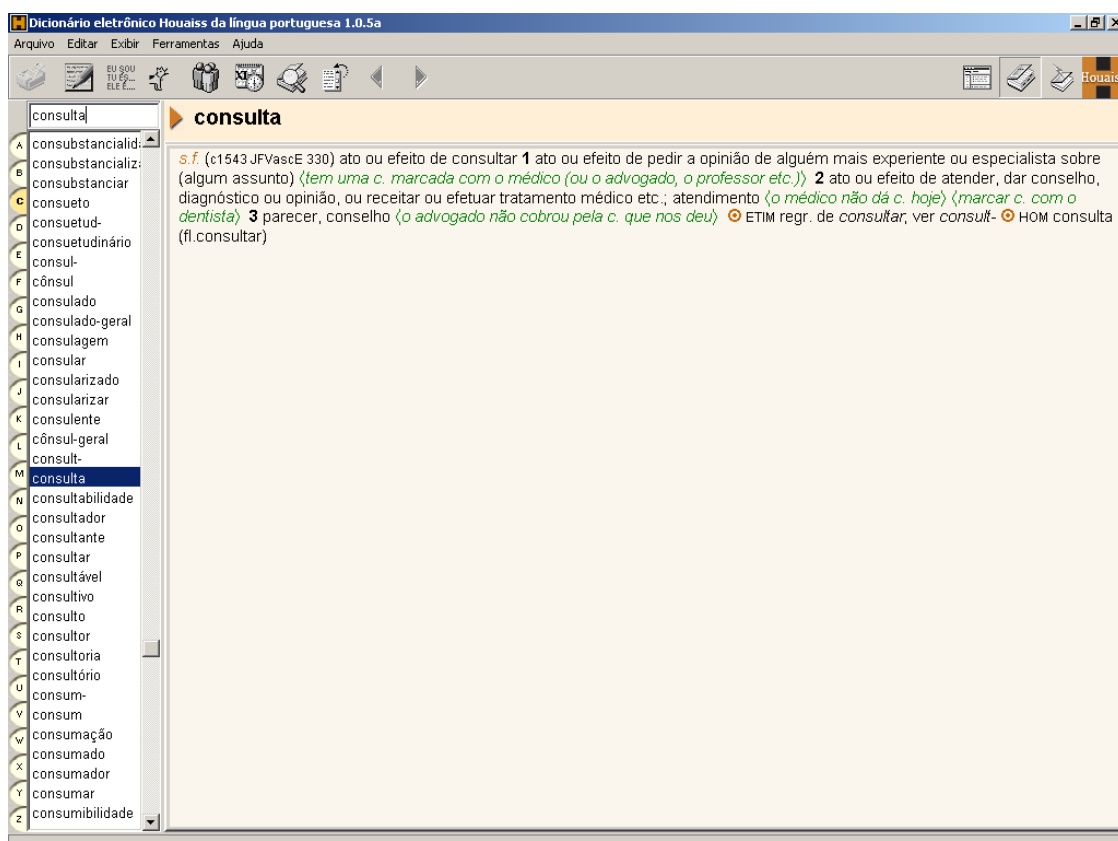 Dicionário eletrônico Houaiss da língua portuguesa 1.0.5a
Arquivo Editar Exibir Ferramentas Ajuda
EU SOU
TU ÉS...
ELE É...
XI
Houaiss
consulta
consulta
A
B
C
D
E
F
G
H
I
J
K
L
M
N
O
P
Q
R
S
T
U
V
W
X
Y
Z
consubstancialid
consubstancializ
consubstanciar
consueto
consuetud-
consuetudinário
consul-
cônsul
consulado
consulado-geral
consulagem
consular
consularizado
consularizar
consulente
cônsul-geral
consult-
consulta
consultabilidade
consultador
consultante
consultar
consultável
consultivo
consulto
consultor
consultoria
consultório
consum-
consum
consumação
consumado
consumador
consumar
consumibilidade
s.f. (c1543 JFVascE 330) ato ou efeito de consultar 1 ato ou efeito de pedir a opinião de alguém mais experiente ou especialista sobre
(algum assunto) ⟨tem uma c. marcada com o médico (ou o advogado, o professor etc.)⟩ 2 ato ou efeito de atender, dar conselho,
diagnóstico ou opinião, ou receitar ou efetuar tratamento médico etc.; atendimento ⟨o médico não dá c. hoje⟩ ⟨marcar c. com o
dentista⟩ 3 parecer, conselho ⟨o advogado não cobrou pela c. que nos deu⟩ ⊙ ETIM regr. de consultar; ver consult- ⊙ HOM consulta
(fl.consultar)